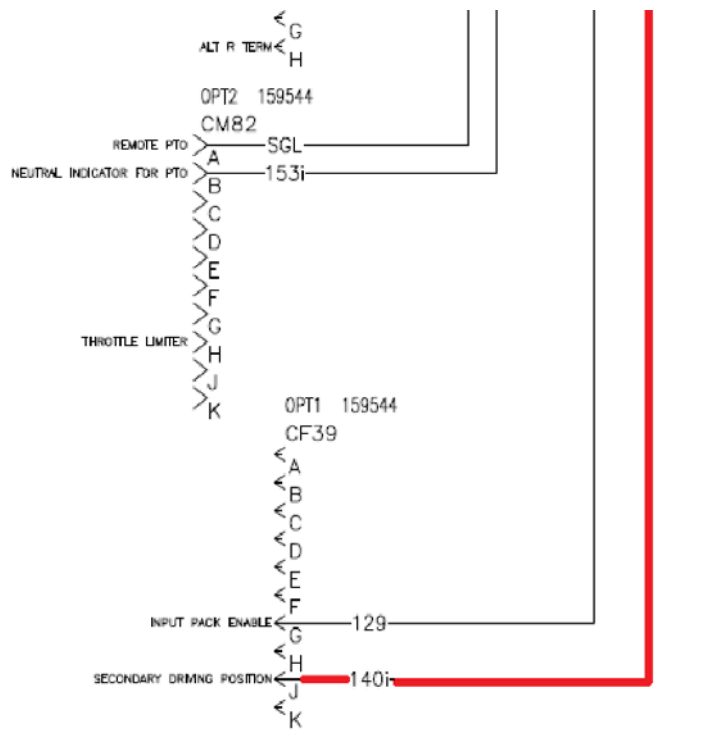 G
ALT R TERM
H
OPT2 159544
CM82
REMOTE PTO SGL
A
NEUTRAL INDICATOR FOR PTO 153i
B
C
D
E
F
G
THROTTLE LIMITER
H
J
K
OPT1 159544
CF39
A
B
C
D
E
F
INPUT PACK ENABLE 129
G
H
SECONDARY DRIVING POSITION 140i
J
K